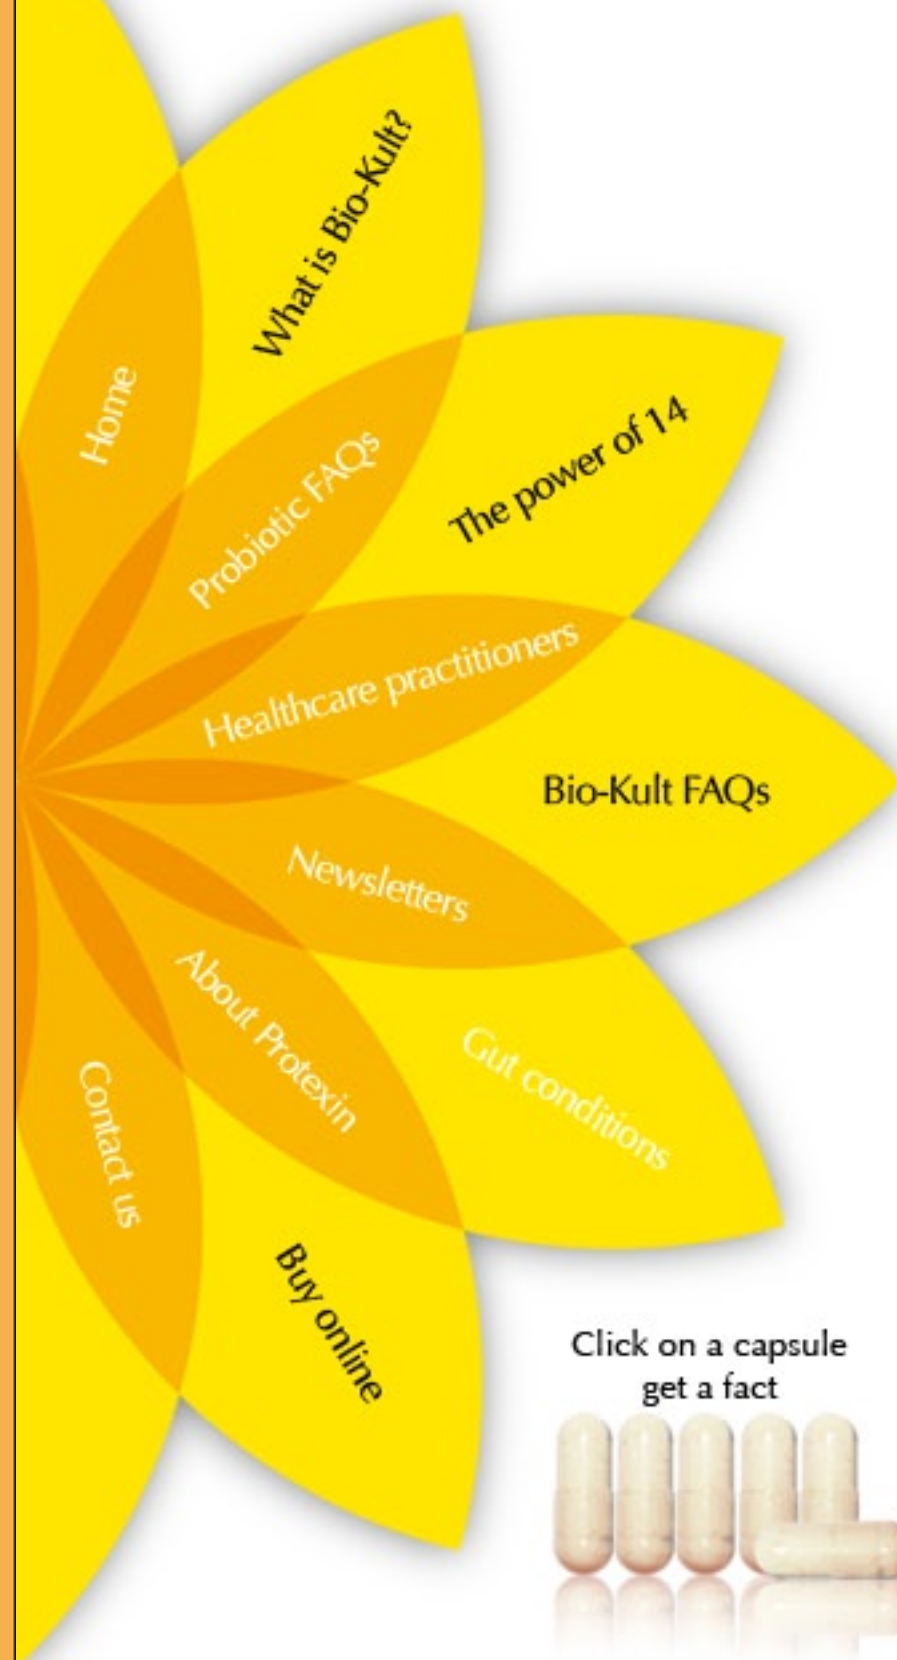 What is Bio-Kult?
Home
The power of 14
Probiotic FAQs
Healthcare practitioners
Bio-Kult FAQs
Newsletters
About Protexin
Gut conditions
Contact us
Buy online
Click on a capsule
get a fact